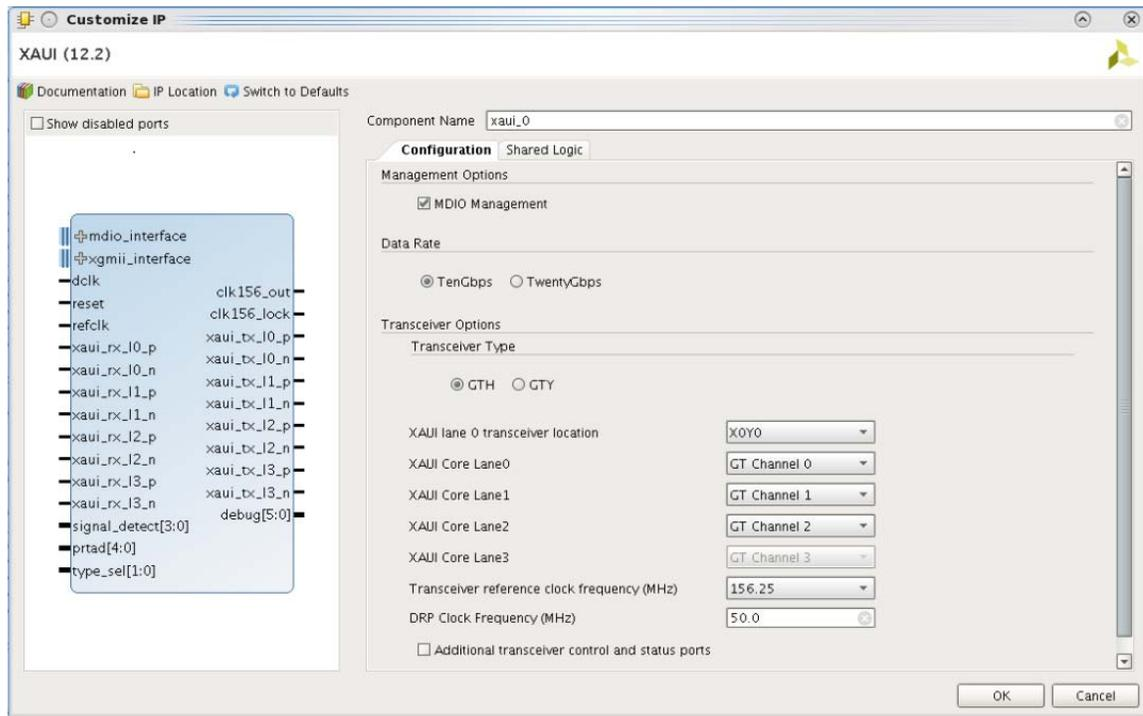 Customize IP
XAUI (12.2)
Documentation IP Location Switch to Defaults
Show disabled ports
mdio_interface
xgmii_interface
dclk
reset
refclk
xaui_rx_l0_p
xaui_rx_l0_n
xaui_rx_l1_p
xaui_rx_l1_n
xaui_rx_l2_p
xaui_rx_l2_n
xaui_rx_l3_p
xaui_rx_l3_n
signal_detect[3:0]
prtad[4:0]
type_sel[1:0]
clk156_out
clk156_lock
xaui_tx_l0_p
xaui_tx_l0_n
xaui_tx_l1_p
xaui_tx_l1_n
xaui_tx_l2_p
xaui_tx_l2_n
xaui_tx_l3_p
xaui_tx_l3_n
debug[5:0]
Component Name xaui_0
Configuration Shared Logic
Management Options
MDIO Management
Data Rate
TenGbps TwentyGbps
Transceiver Options
Transceiver Type
GTH GTY
XAUI lane 0 transceiver location X0Y0
XAUI Core Lane0 GT Channel 0
XAUI Core Lane1 GT Channel 1
XAUI Core Lane2 GT Channel 2
XAUI Core Lane3 GT Channel 3
Transceiver reference clock frequency (MHz) 156.25
DRP Clock Frequency (MHz) 50.0
Additional transceiver control and status ports
OK Cancel